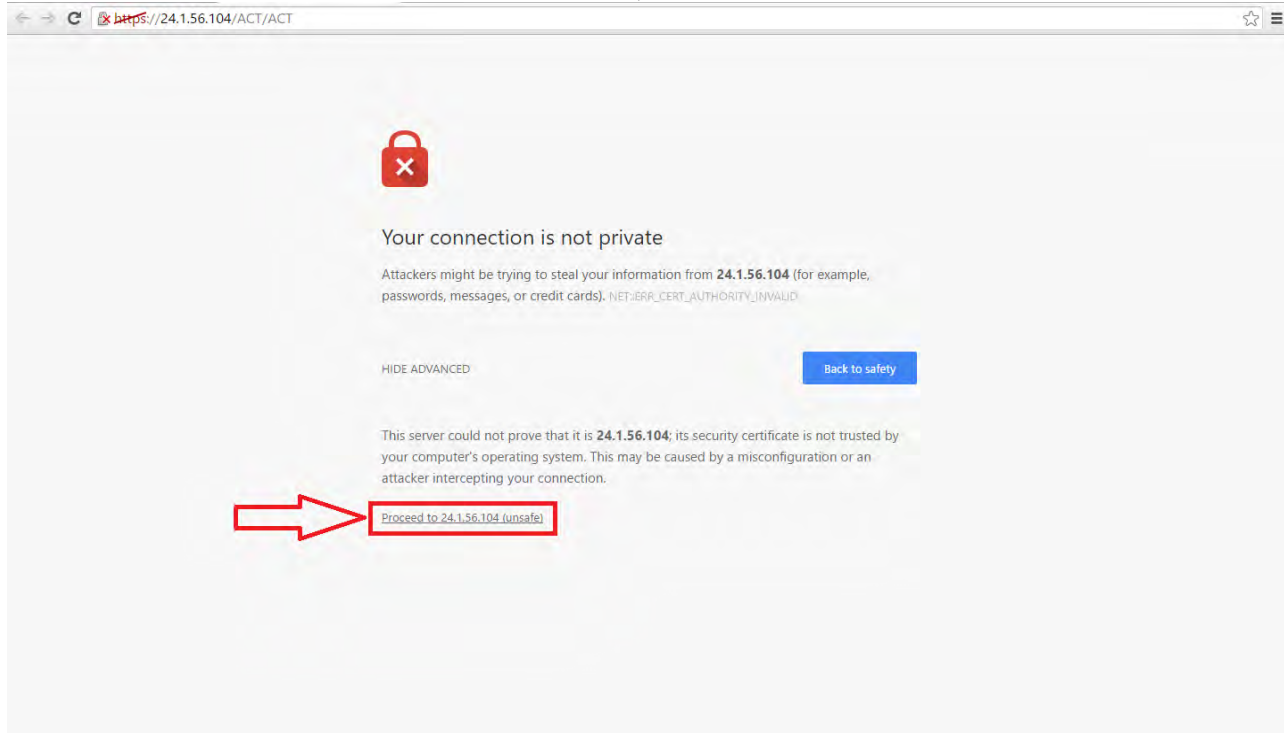 https://24.1.56.104/ACT/ACT
Your connection is not private
Attackers might be trying to steal your information from 24.1.56.104 (for example,
passwords, messages, or credit cards). NET::ERR_CERT_AUTHORITY_INVALID
HIDE ADVANCED
Back to safety
This server could not prove that it is 24.1.56.104; its security certificate is not trusted by
your computer's operating system. This may be caused by a misconfiguration or an
attacker intercepting your connection.
Proceed to 24.1.56.104 (unsafe)